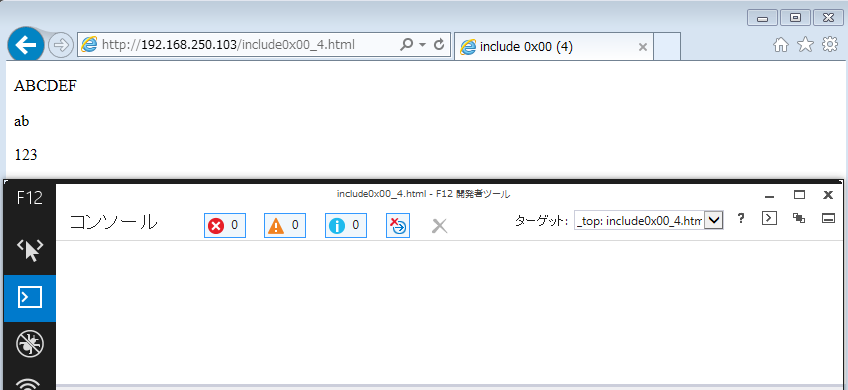 http://192.168.250.103/include0x00_4.html
include 0x00 (4)
ABCDEF
ab
123
F12
include0x00_4.html - F12 開発者ツール
コンソール
0
0
0
ターゲット: _top: include0x00_4.htm
?